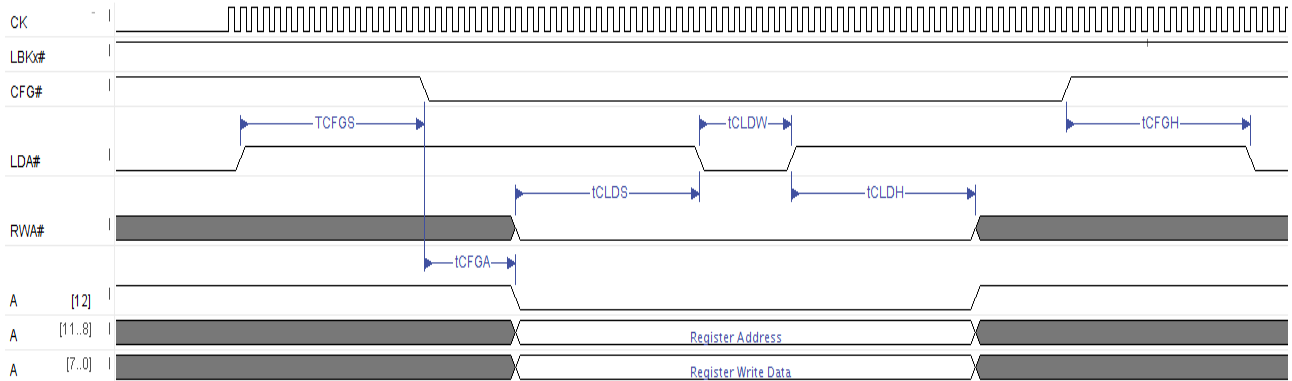 CK
LBKx#
CFG#
TCFGS
tCLDW
tCFGH
LDA#
tCLDS
tCLDH
RWA#
tCFGA
A [12]
A [11..8] Register Address
A [7..0] Register Write Data